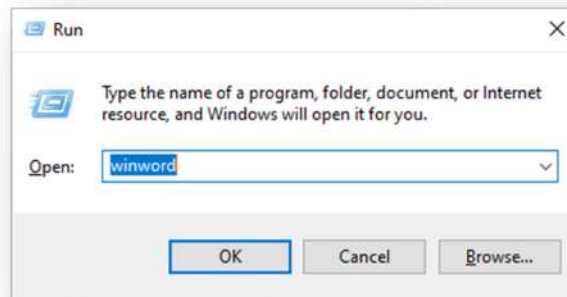 Run
Type the name of a program, folder, document, or Internet
resource, and Windows will open it for you.
Open:
winword
OK
Cancel
Browse...